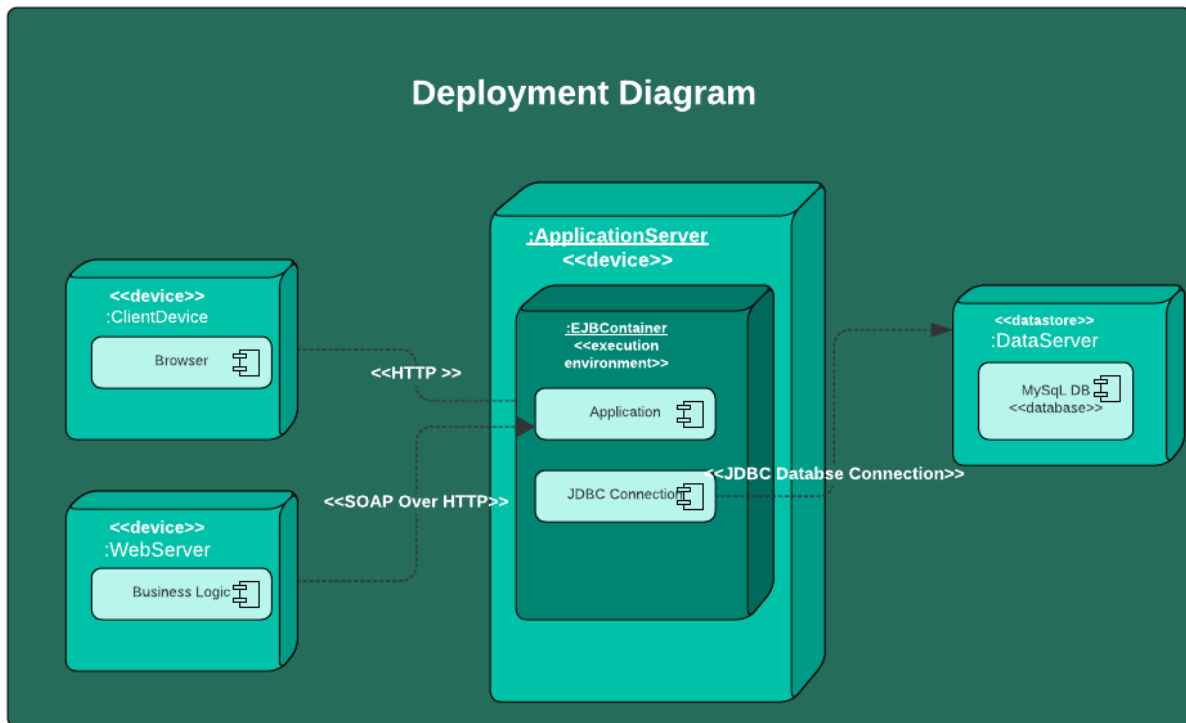 Deployment Diagram
<<device>>
:ClientDevice
Browser
<<HTTP >>
<<device>>
:WebServer
Business Logic
<<SOAP Over HTTP>>
:ApplicationServer
<<device>>
:EJBContainer
<<execution
environment>>
Application
JDBC Connection
<<JDBC Databse Connection>>
<<datastore>>
:DataServer
MySqL DB
<<database>>